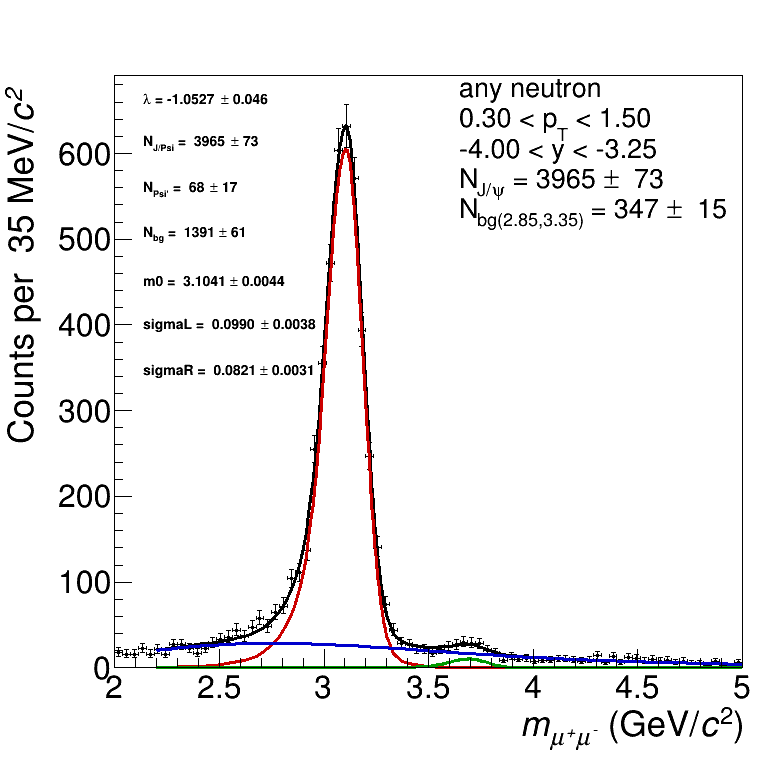 λ = -1.0527 ± 0.046
N_J/Psi = 3965 ± 73
N_Psi' = 68 ± 17
N_bg = 1391 ± 61
m0 = 3.1041 ± 0.0044
sigmaL = 0.0990 ± 0.0038
sigmaR = 0.0821 ± 0.0031
any neutron
0.30 < p_T < 1.50
-4.00 < y < -3.25
N_J/ψ = 3965 ± 73
N_bg(2.85,3.35) = 347 ± 15
Counts per 35 MeV/c²
600
500
400
300
200
100
0
2 2.5 3 3.5 4 4.5 5
m_μ⁺μ⁻ (GeV/c²)